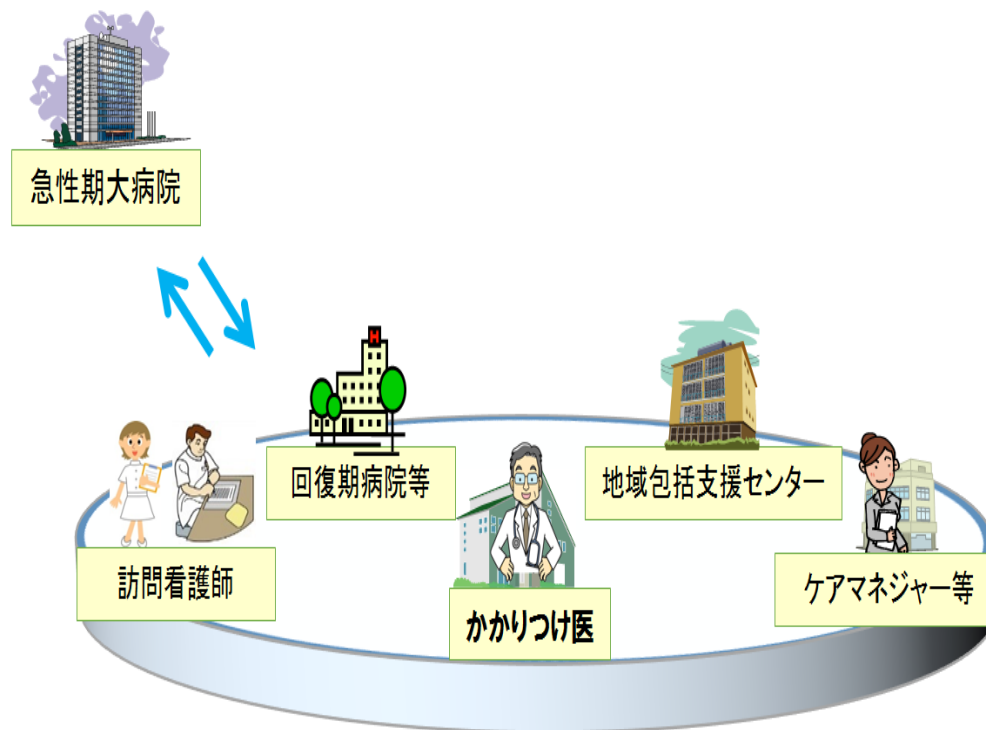 急性期大病院
H
回復期病院等
地域包括支援センター
訪問看護師
かかりつけ医
ケアマネジャー等